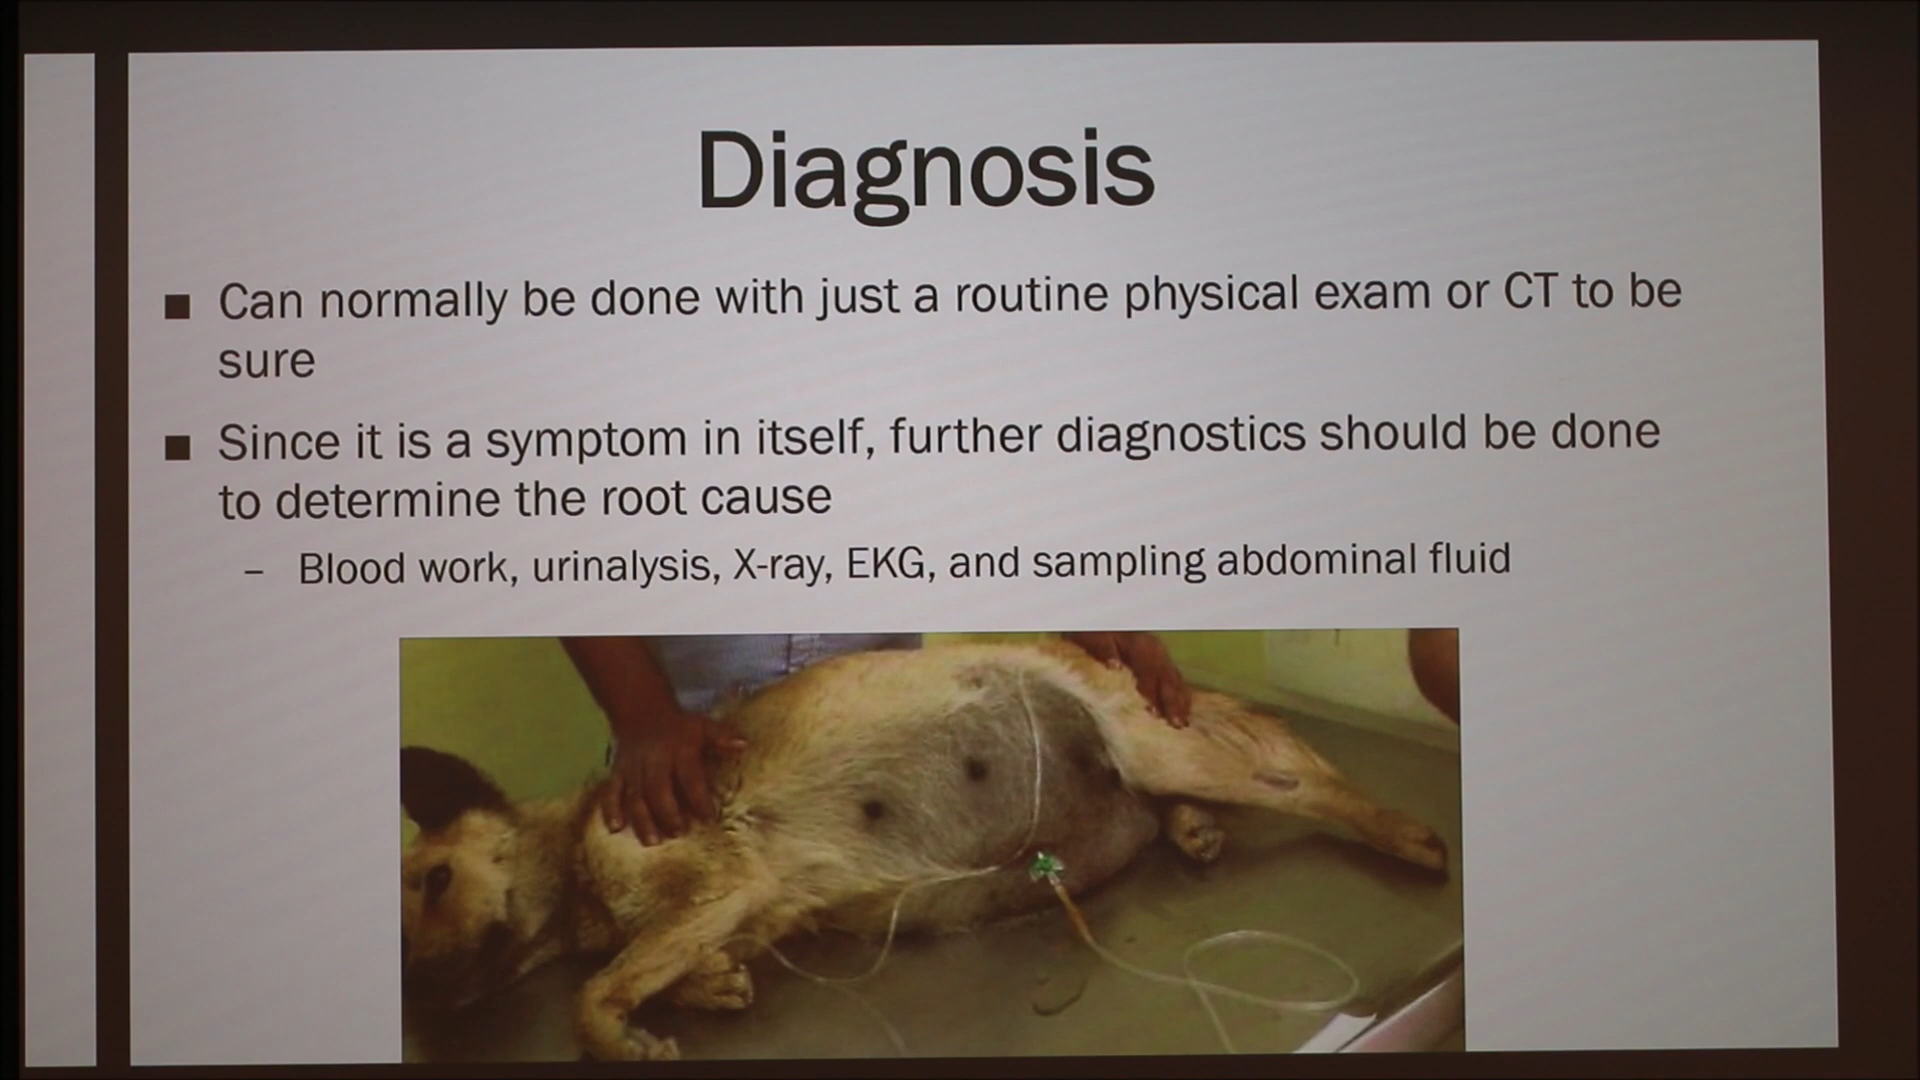 Diagnosis
■ Can normally be done with just a routine physical exam or CT to be
sure
■ Since it is a symptom in itself, further diagnostics should be done
to determine the root cause
– Blood work, urinalysis, X-ray, EKG, and sampling abdominal fluid